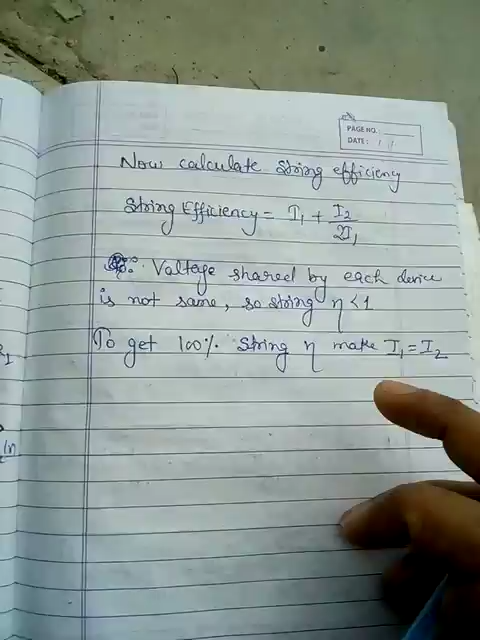 PAGE NO.:
DATE: / /
Now calculate string efficiency
String Efficiency = I₁ + I₂/2I₁
∵ Voltage shared by each device
is not same, so string η < 1
To get 100% string η make I₁ = I₂